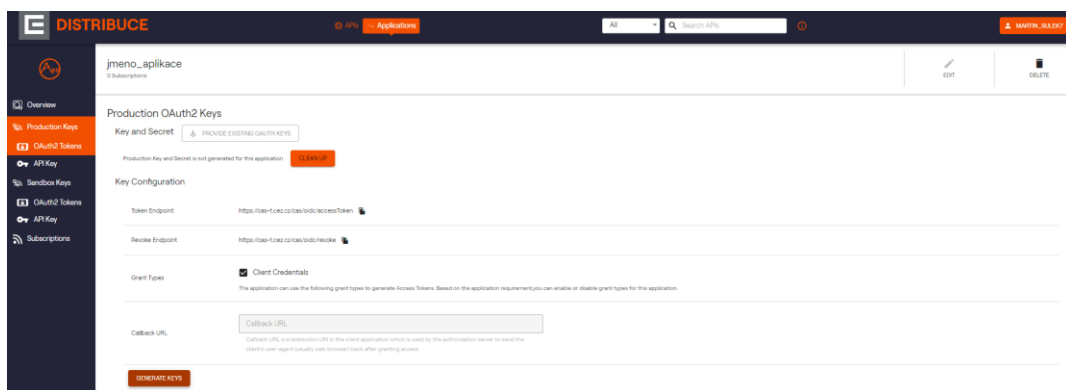 E DISTRIBUCE
APIs
Applications
All
Search APIs
MARTIN_SULEK7
App
jmeno_aplikace
0 Subscriptions
EDIT
DELETE
Overview
Production Keys
OAuth2 Tokens
API Key
Sandbox Keys
OAuth2 Tokens
API Key
Subscriptions
Production OAuth2 Keys
Key and Secret
PROVIDE EXISTING OAUTH KEYS
Production Key and Secret is not generated for this application
CLEAN UP
Key Configuration
Token Endpoint
https://cas-t.cez.cz/cas/oidc/accessToken
Revoke Endpoint
https://cas-t.cez.cz/cas/oidc/revoke
Grant Types
Client Credentials
The application can use the following grant types to generate Access Tokens. Based on the application requirement,you can enable or disable grant types for this application.
Callback URL
Callback URL
Callback URL is a redirection URI in the client application which is used by the authorization server to send the
client's user-agent (usually web browser) back after granting access.
GENERATE KEYS